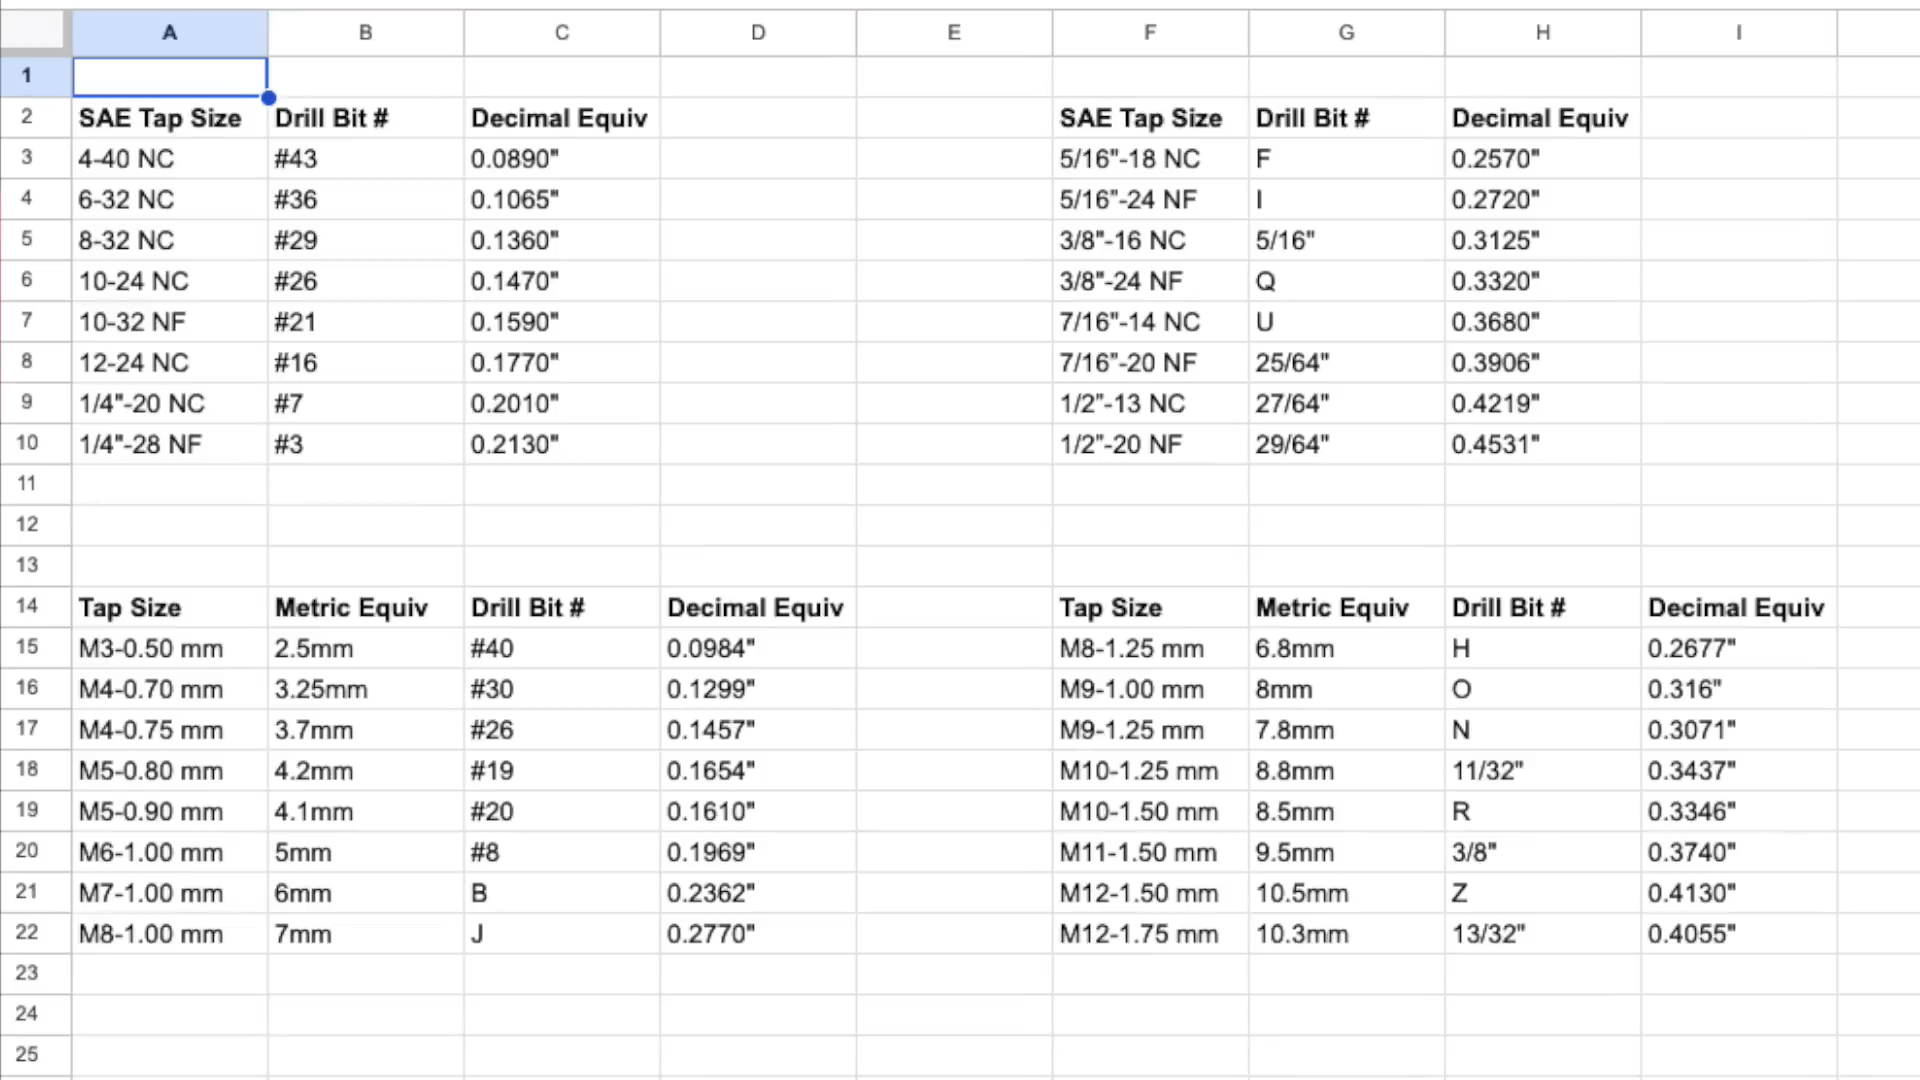 A B C D E F G H I
1
2 SAE Tap Size Drill Bit # Decimal Equiv SAE Tap Size Drill Bit # Decimal Equiv
3 4-40 NC #43 0.0890" 5/16"-18 NC F 0.2570"
4 6-32 NC #36 0.1065" 5/16"-24 NF I 0.2720"
5 8-32 NC #29 0.1360" 3/8"-16 NC 5/16" 0.3125"
6 10-24 NC #26 0.1470" 3/8"-24 NF Q 0.3320"
7 10-32 NF #21 0.1590" 7/16"-14 NC U 0.3680"
8 12-24 NC #16 0.1770" 7/16"-20 NF 25/64" 0.3906"
9 1/4"-20 NC #7 0.2010" 1/2"-13 NC 27/64" 0.4219"
10 1/4"-28 NF #3 0.2130" 1/2"-20 NF 29/64" 0.4531"
11
12
13
14 Tap Size Metric Equiv Drill Bit # Decimal Equiv Tap Size Metric Equiv Drill Bit # Decimal Equiv
15 M3-0.50 mm 2.5mm #40 0.0984" M8-1.25 mm 6.8mm H 0.2677"
16 M4-0.70 mm 3.25mm #30 0.1299" M9-1.00 mm 8mm O 0.316"
17 M4-0.75 mm 3.7mm #26 0.1457" M9-1.25 mm 7.8mm N 0.3071"
18 M5-0.80 mm 4.2mm #19 0.1654" M10-1.25 mm 8.8mm 11/32" 0.3437"
19 M5-0.90 mm 4.1mm #20 0.1610" M10-1.50 mm 8.5mm R 0.3346"
20 M6-1.00 mm 5mm #8 0.1969" M11-1.50 mm 9.5mm 3/8" 0.3740"
21 M7-1.00 mm 6mm B 0.2362" M12-1.50 mm 10.5mm Z 0.4130"
22 M8-1.00 mm 7mm J 0.2770" M12-1.75 mm 10.3mm 13/32" 0.4055"
23
24
25